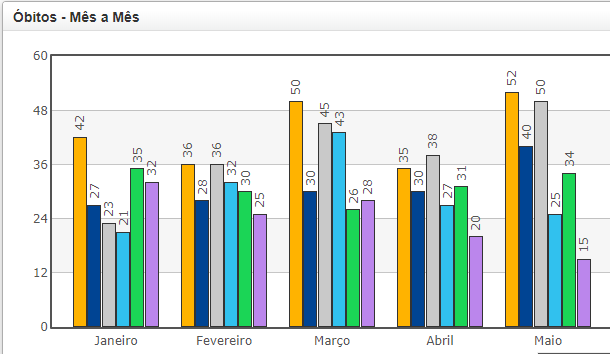 Óbitos - Mês a Mês
60
48
36
24
12
0
42 27 23 21 35 32
36 28 36 32 30 25
50 30 45 43 26 28
35 30 38 27 31 20
52 40 50 25 34 15
Janeiro Fevereiro Março Abril Maio